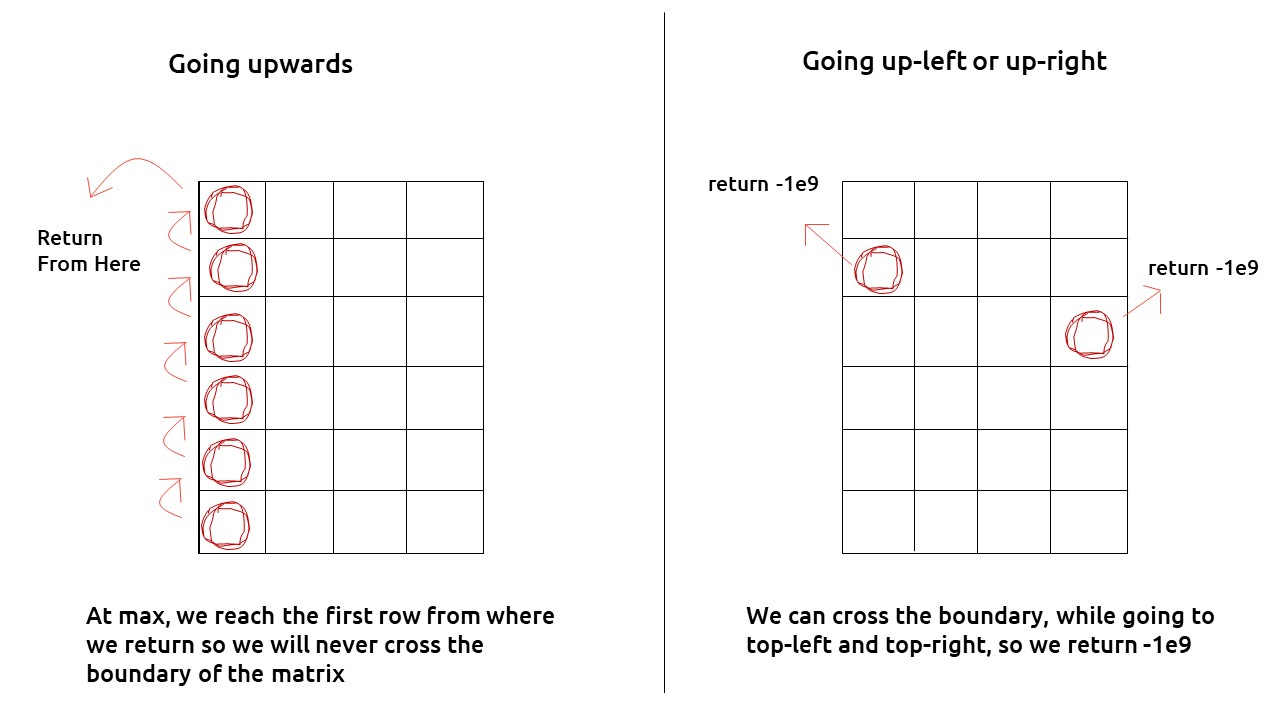 Going upwards
Return
From Here
At max, we reach the first row from where
we return so we will never cross the
boundary of the matrix
Going up-left or up-right
return -1e9
return -1e9
We can cross the boundary, while going to
top-left and top-right, so we return -1e9